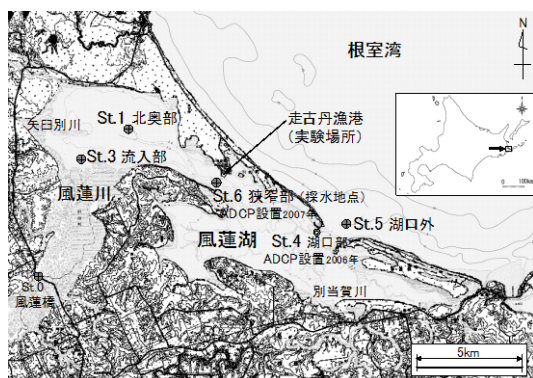 根室湾
N
矢臼別川
St.1 北奥部
走古丹漁港
(実験場所)
St.3 流入部
100km
風蓮川
St.6 狭窄部(採水地点)
ADCP設置2007年
St.5 湖口外
風蓮湖
St.4 湖口部
ADCP設置2006年
St.0
風蓮橋
別当賀川
5km